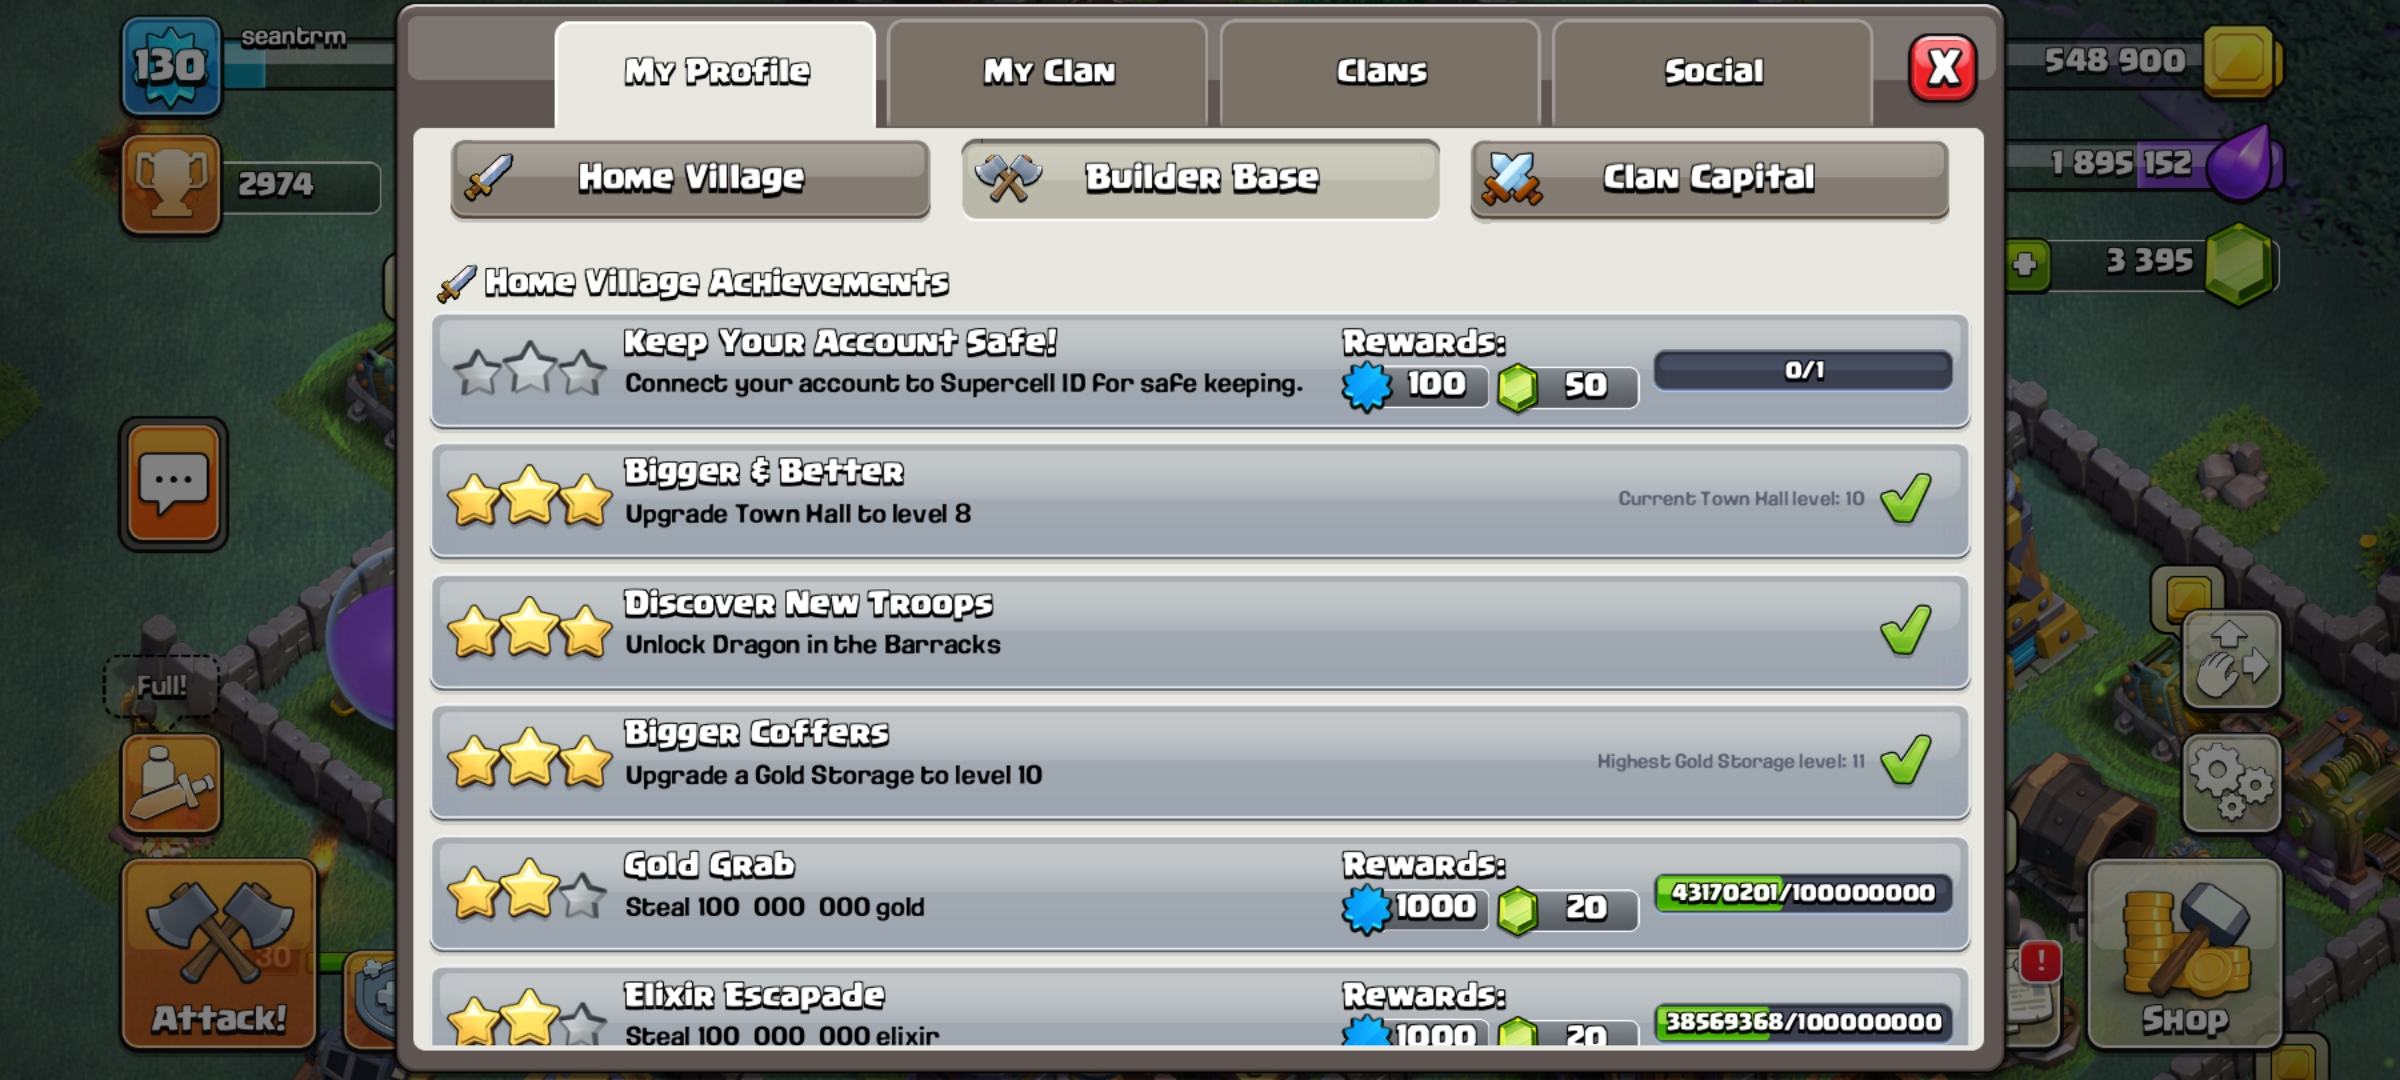 130
seantrm
2974
My Profile
My Clan
Clans
Social
X
548 900
1 895 152
3 395
Home Village
Builder Base
Clan Capital
Home Village Achievements
Keep Your Account Safe!
Connect your account to Supercell ID for safe keeping.
Rewards:
100
50
0/1
Bigger & Better
Upgrade Town Hall to level 8
Current Town Hall level: 10
Discover New Troops
Unlock Dragon in the Barracks
Bigger Coffers
Upgrade a Gold Storage to level 10
Highest Gold Storage level: 11
Gold Grab
Steal 100 000 000 gold
Rewards:
1000
20
43170201/100000000
Elixir Escapade
Steal 100 000 000 elixir
Rewards:
1000
20
38569368/100000000
Full!
30
Attack!
!
Shop